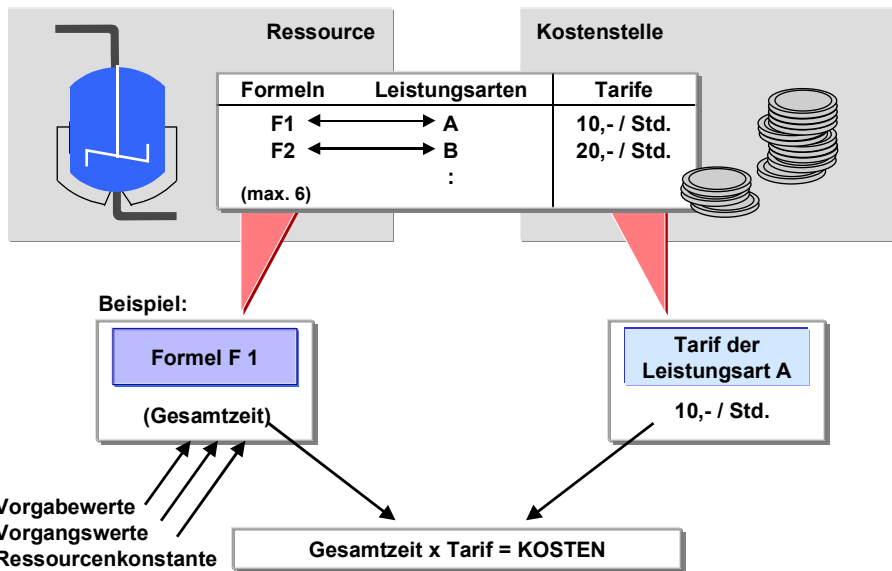 Ressource
Kostenstelle
Formeln Leistungsarten Tarife
F1 A 10,- / Std.
F2 B 20,- / Std.
:
(max. 6)
Beispiel:
Formel F 1
(Gesamtzeit)
Tarif der
Leistungsart A
10,- / Std.
Vorgabewerte
Vorgangswerte
Ressourcenkonstante
Gesamtzeit x Tarif = KOSTEN